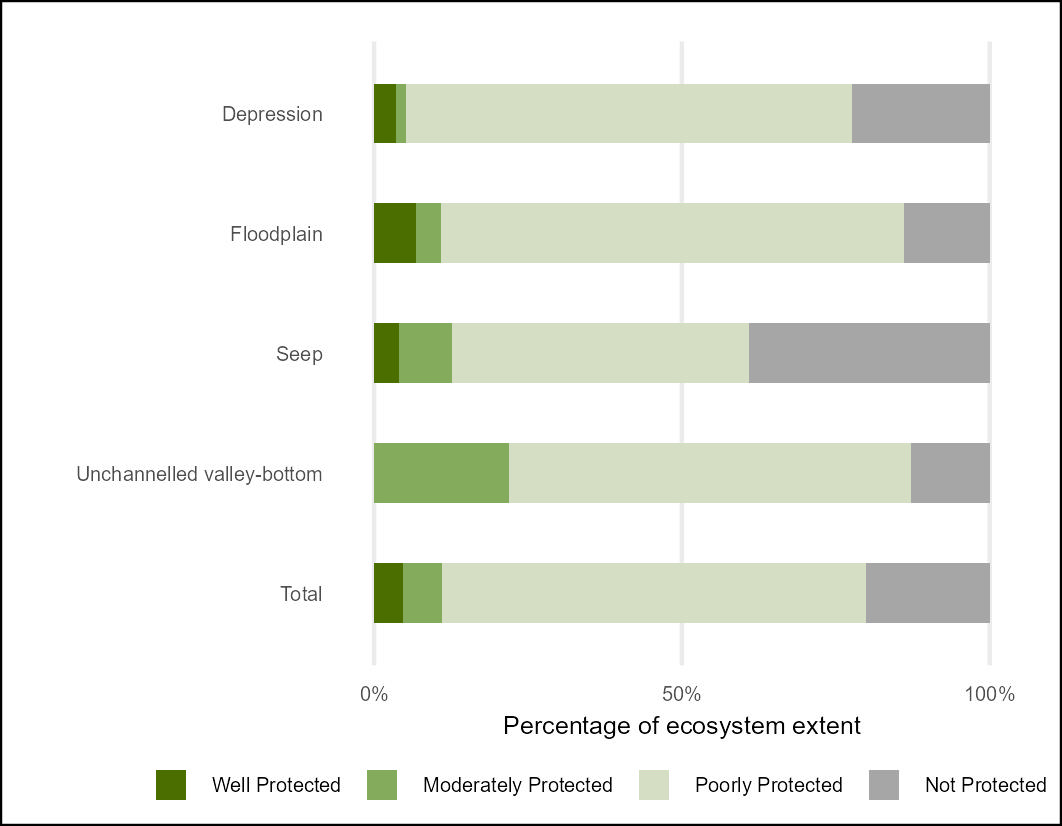 Depression
Floodplain
Seep
Unchannelled valley-bottom
Total
0% 50% 100%
Percentage of ecosystem extent
Well Protected Moderately Protected Poorly Protected Not Protected